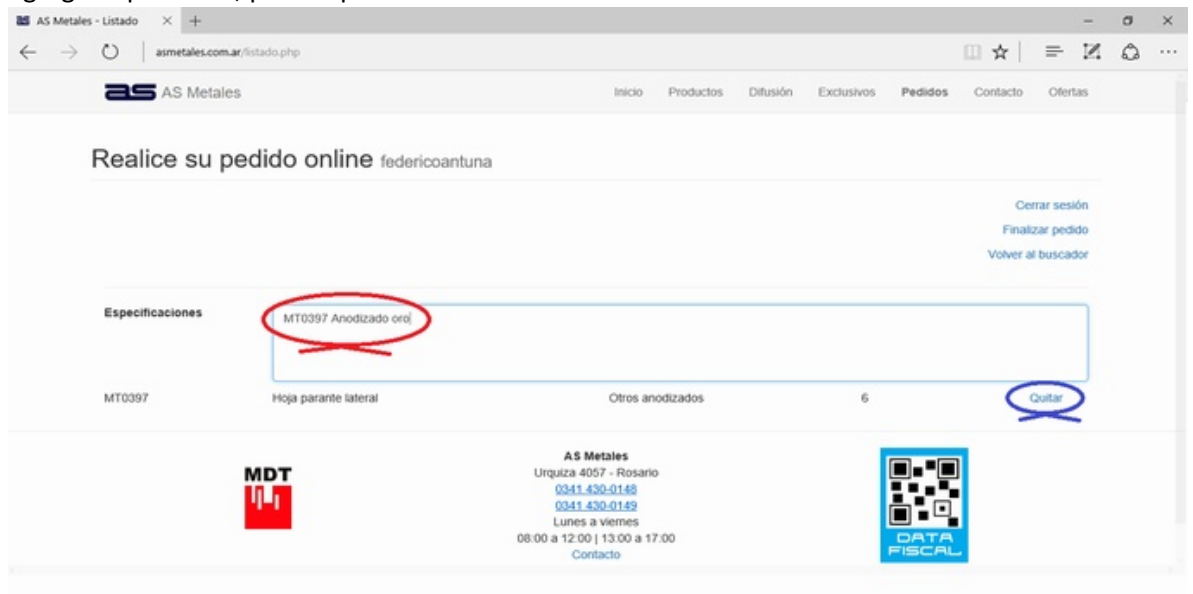 AS Metales - Listado
asmetales.com.ar/listado.php
as AS Metales
Inicio Productos Difusión Exclusivos Pedidos Contacto Ofertas
Realice su pedido online federicoantuna
Cerrar sesión
Finalizar pedido
Volver al buscador
Especificaciones
MT0397 Anodizado oro
MT0397 Hoja parante lateral Otros anodizados 6 Quitar
MDT
AS Metales
Urquiza 4057 - Rosario
0341 430-0148
0341 430-0149
Lunes a viernes
08:00 a 12:00 | 13:00 a 17:00
Contacto
DATA
FISCAL